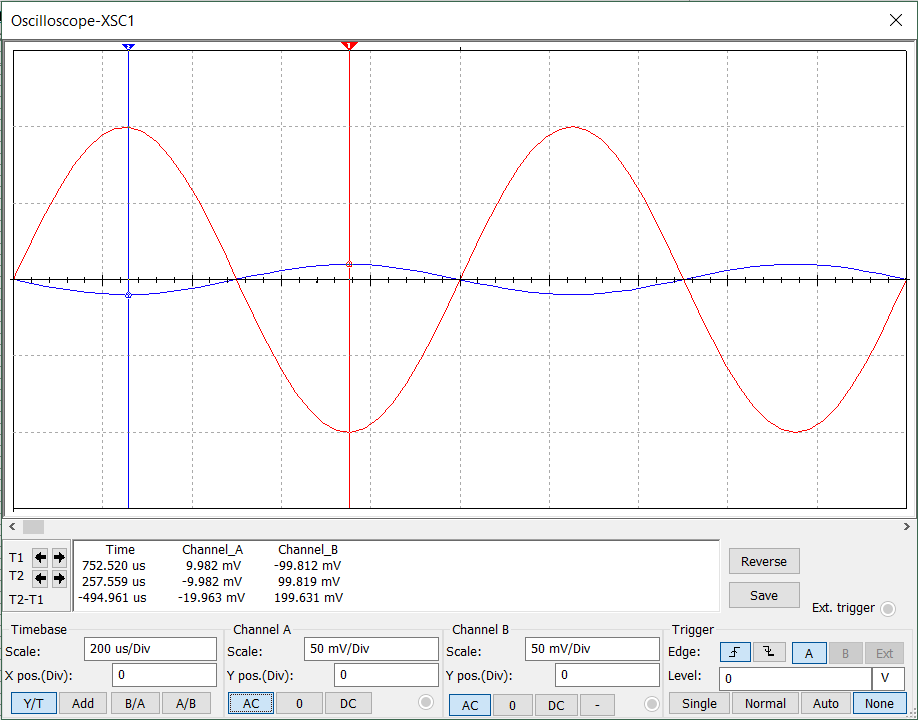 Oscilloscope-XSC1
2
1
Time Channel_A Channel_B
T1 752.520 us 9.982 mV -99.812 mV
T2 257.559 us -9.982 mV 99.819 mV
T2-T1 -494.961 us -19.963 mV 199.631 mV
Reverse
Save
Ext. trigger
Timebase
Scale: 200 us/Div
X pos.(Div): 0
Y/T Add B/A A/B
Channel A
Scale: 50 mV/Div
Y pos.(Div): 0
AC 0 DC
Channel B
Scale: 50 mV/Div
Y pos.(Div): 0
AC 0 DC -
Trigger
Edge: A B Ext
Level: 0 V
Single Normal Auto None